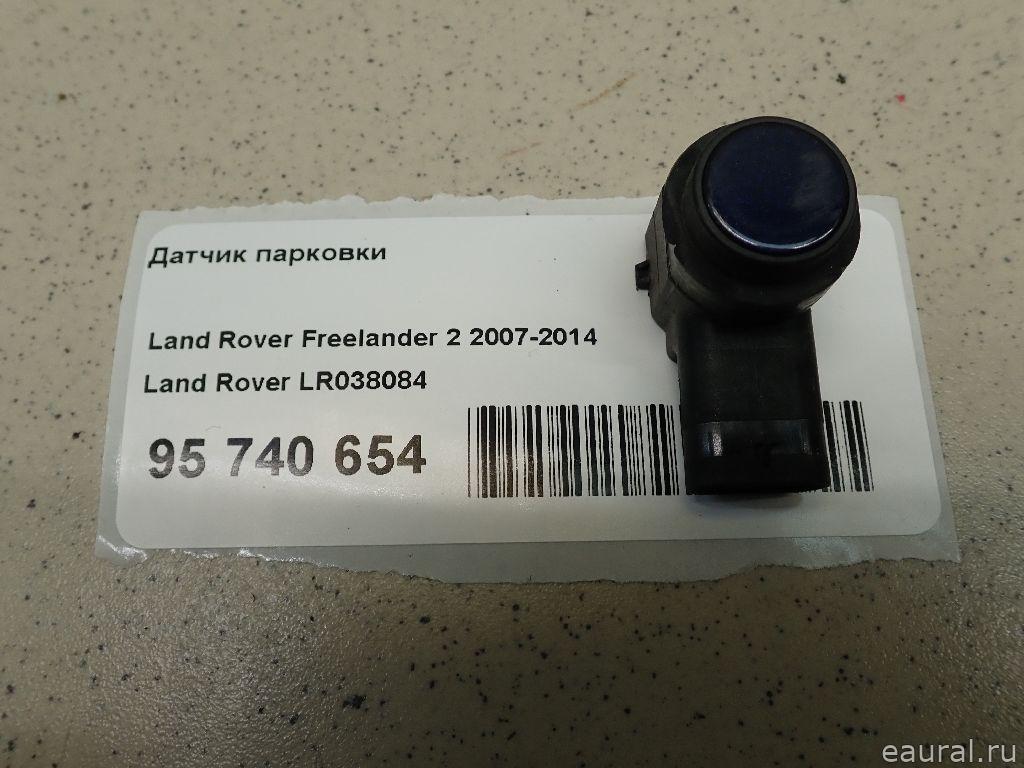 Датчик парковки
Land Rover Freelander 2 2007-2014
Land Rover LR038084
95 740 654
eaural.ru